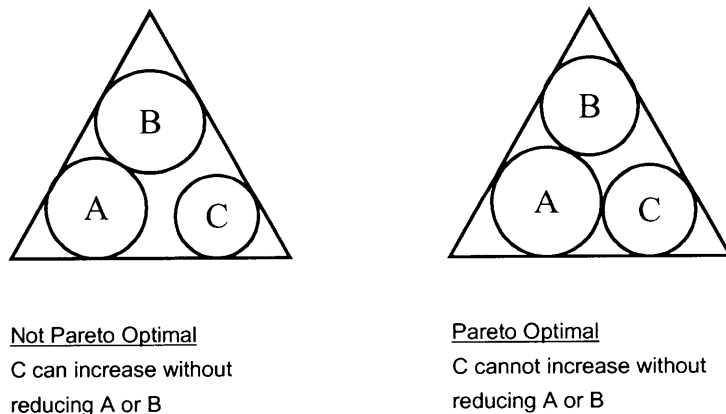 B
A
C
B
A
C
Not Pareto Optimal
C can increase without
reducing A or B
Pareto Optimal
C cannot increase without
reducing A or B